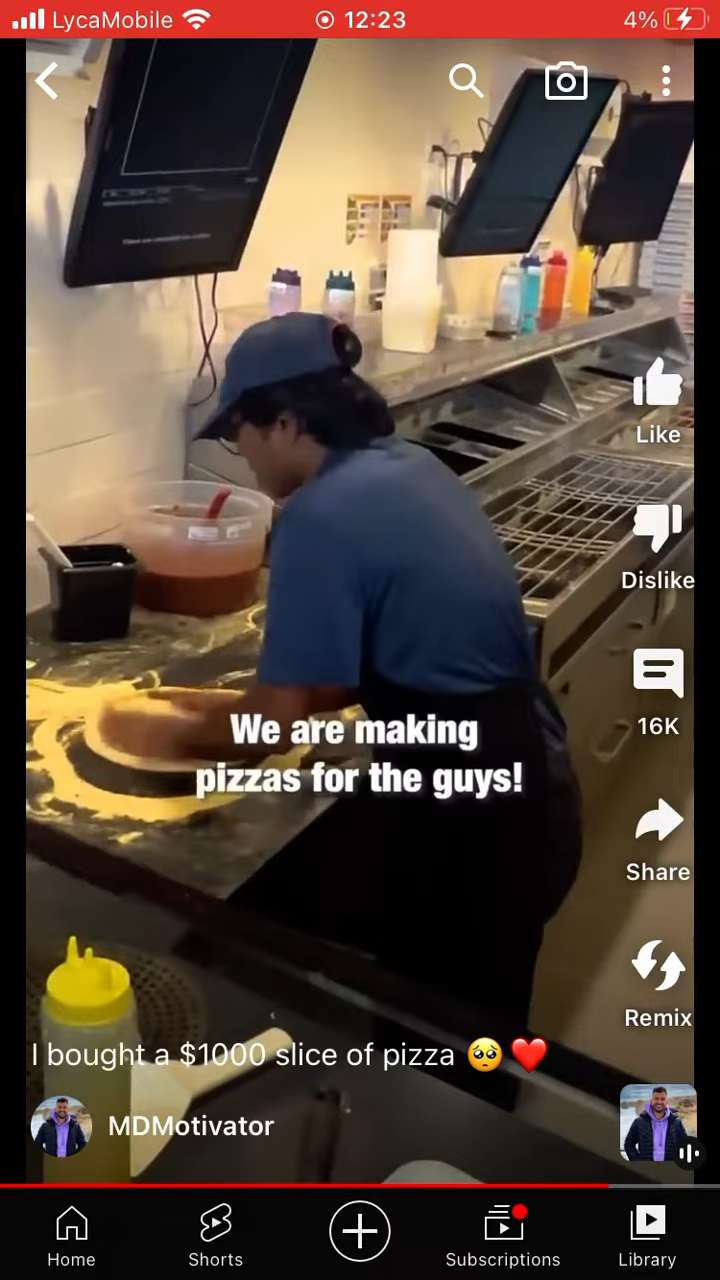 LycaMobile
12:23
4%
Like
We are making
pizzas for the guys!
Dislike
16K
Share
Remix
I bought a $1000 slice of pizza 🥺❤️
MDMotivator
Home
Shorts
Subscriptions
Library